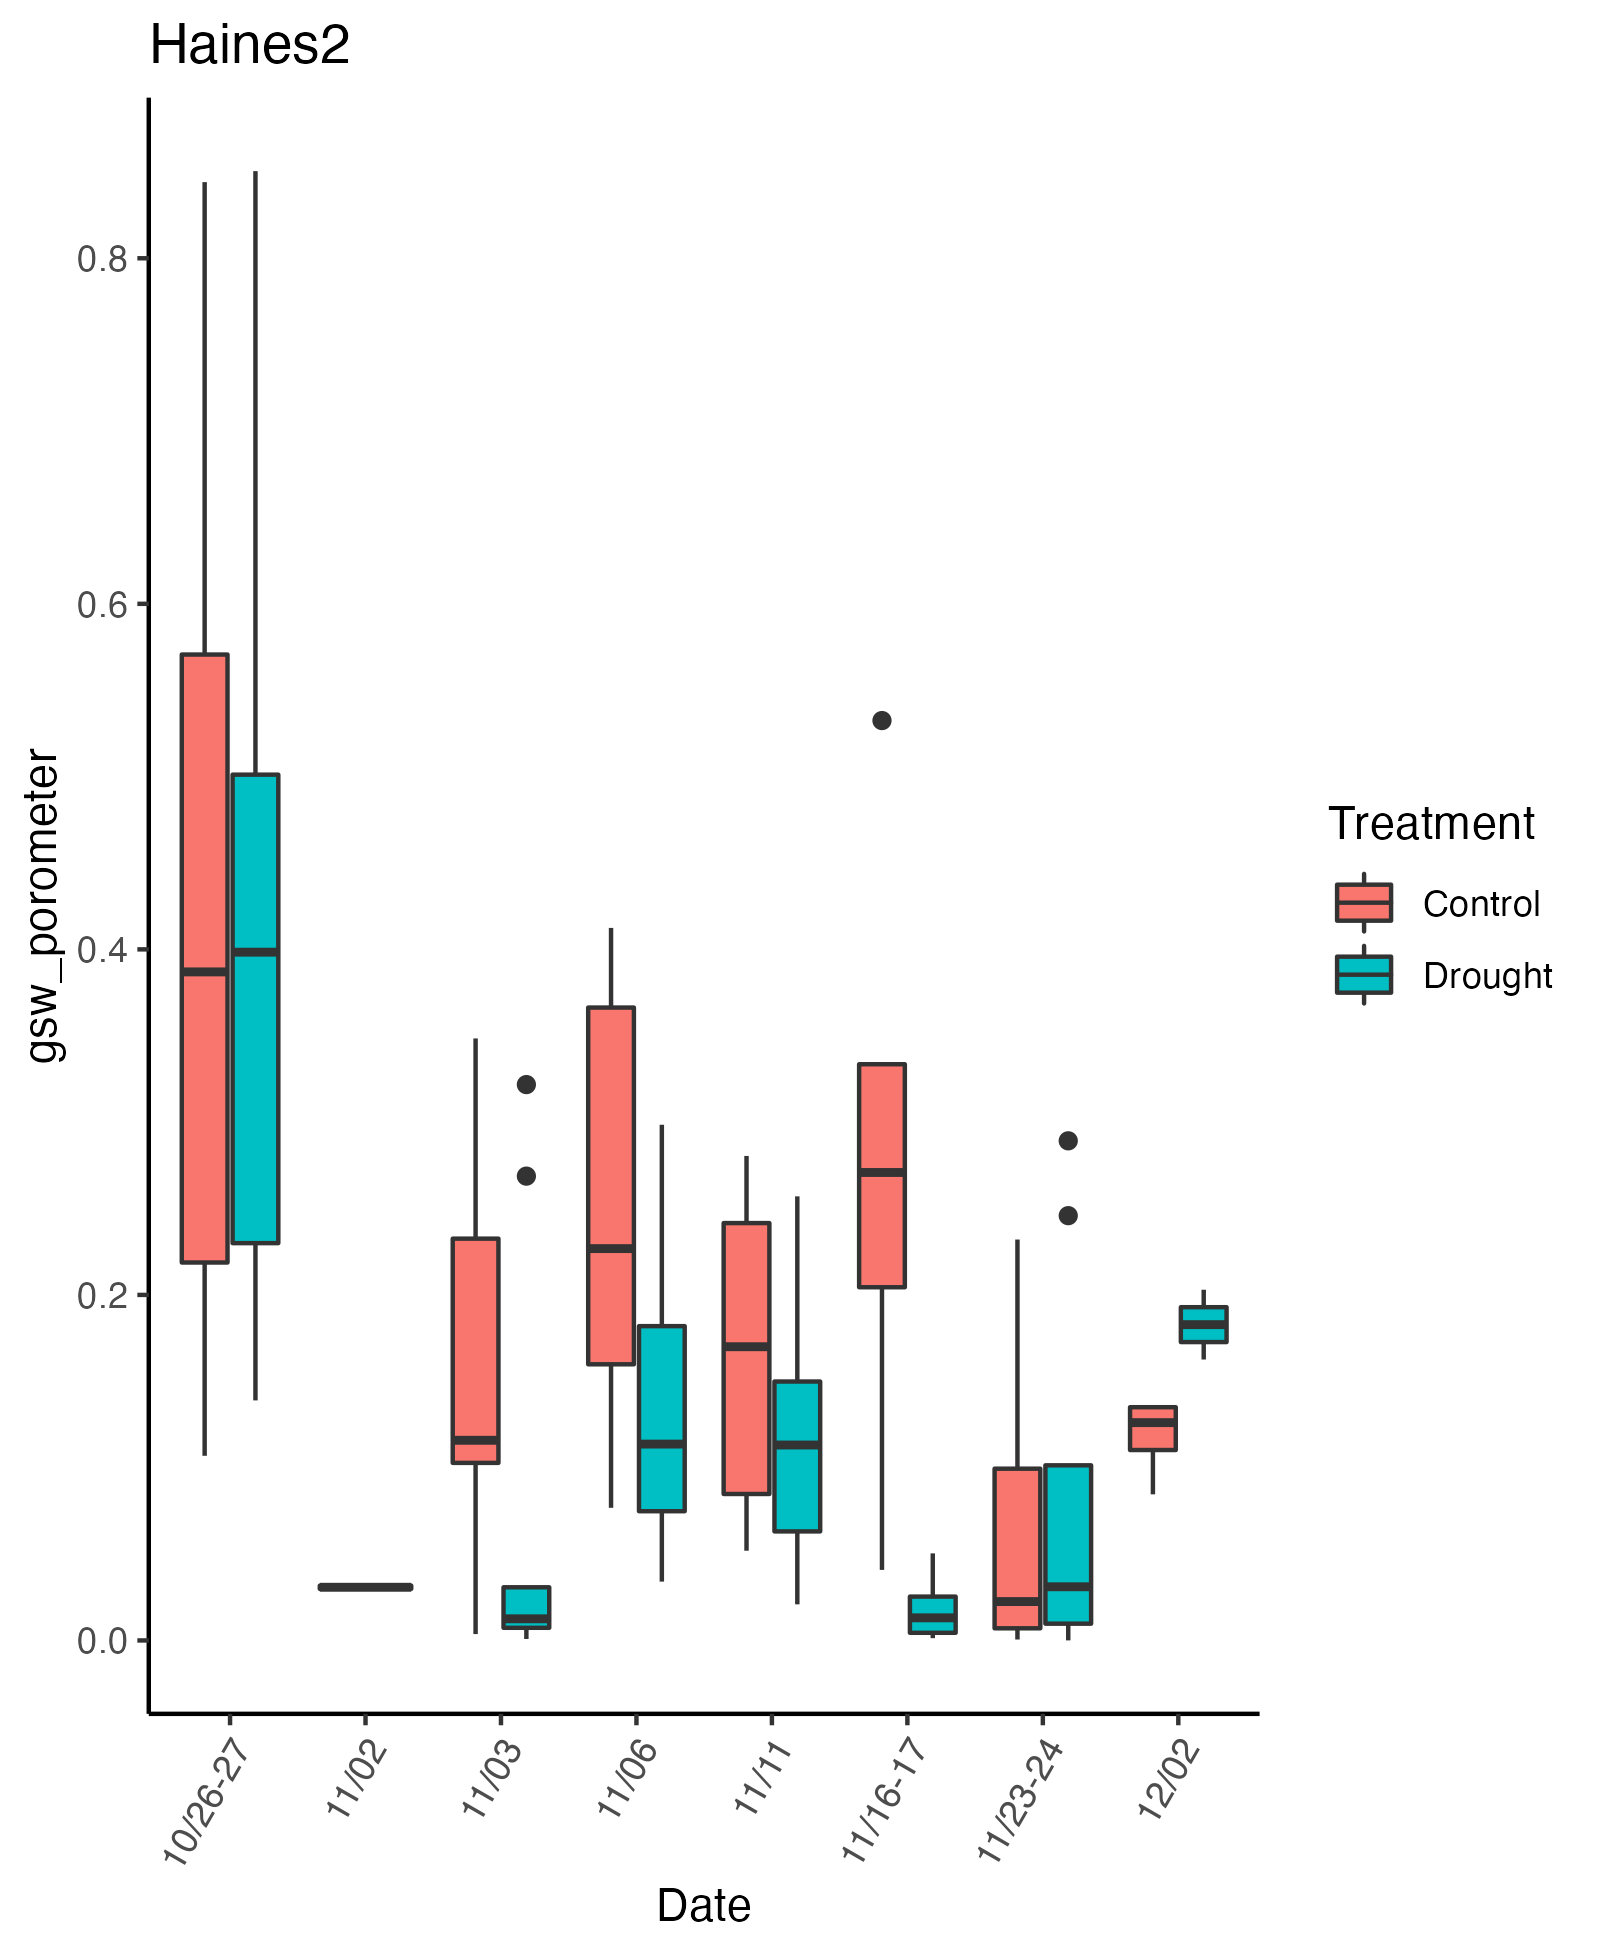 Haines2
gsw_porometer
0.8
0.6
0.4
0.2
0.0
10/26-27
11/02
11/03
11/06
11/11
11/16-17
11/23-24
12/02
Date
Treatment
Control
Drought